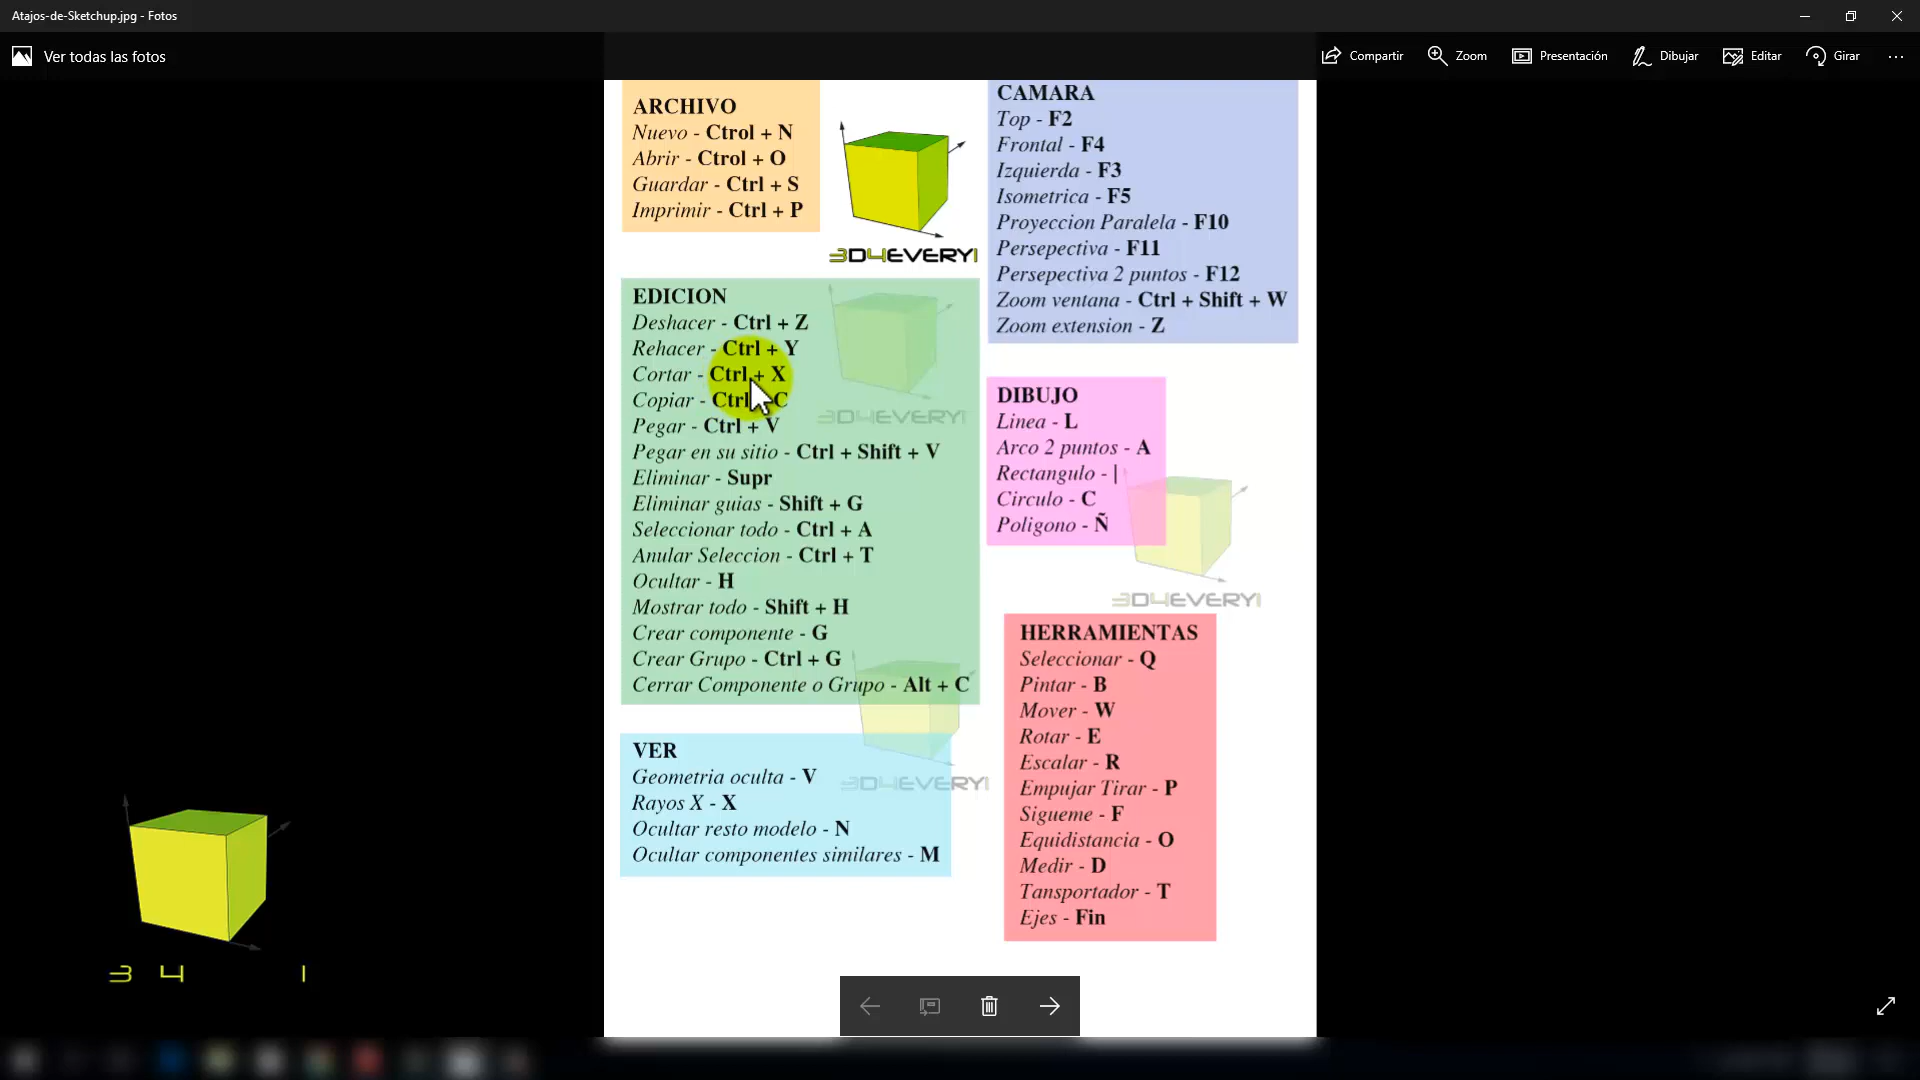 Atajos-de-Sketchup.jpg - Fotos
Ver todas las fotos
Compartir
Zoom
Presentación
Dibujar
Editar
Girar
ARCHIVO
Nuevo - Ctrol + N
Abrir - Ctrol + O
Guardar - Ctrl + S
Imprimir - Ctrl + P
3D4EVERY1
EDICION
Deshacer - Ctrl + Z
Rehacer - Ctrl + Y
Cortar - Ctrl + X
Copiar - Ctrl + C
Pegar - Ctrl + V
Pegar en su sitio - Ctrl + Shift + V
Eliminar - Supr
Eliminar guias - Shift + G
Seleccionar todo - Ctrl + A
Anular Seleccion - Ctrl + T
Ocultar - H
Mostrar todo - Shift + H
Crear componente - G
Crear Grupo - Ctrl + G
Cerrar Componente o Grupo - Alt + C
3D4EVERY1
VER
Geometria oculta - V
Rayos X - X
Ocultar resto modelo - N
Ocultar componentes similares - M
3D4EVERY1
CAMARA
Top - F2
Frontal - F4
Izquierda - F3
Isometrica - F5
Proyeccion Paralela - F10
Persepectiva - F11
Persepectiva 2 puntos - F12
Zoom ventana - Ctrl + Shift + W
Zoom extension - Z
DIBUJO
Linea - L
Arco 2 puntos - A
Rectangulo - |
Circulo - C
Poligono - Ñ
3D4EVERY1
HERRAMIENTAS
Seleccionar - Q
Pintar - B
Mover - W
Rotar - E
Escalar - R
Empujar Tirar - P
Sigueme - F
Equidistancia - O
Medir - D
Tansportador - T
Ejes - Fin
3 4 1